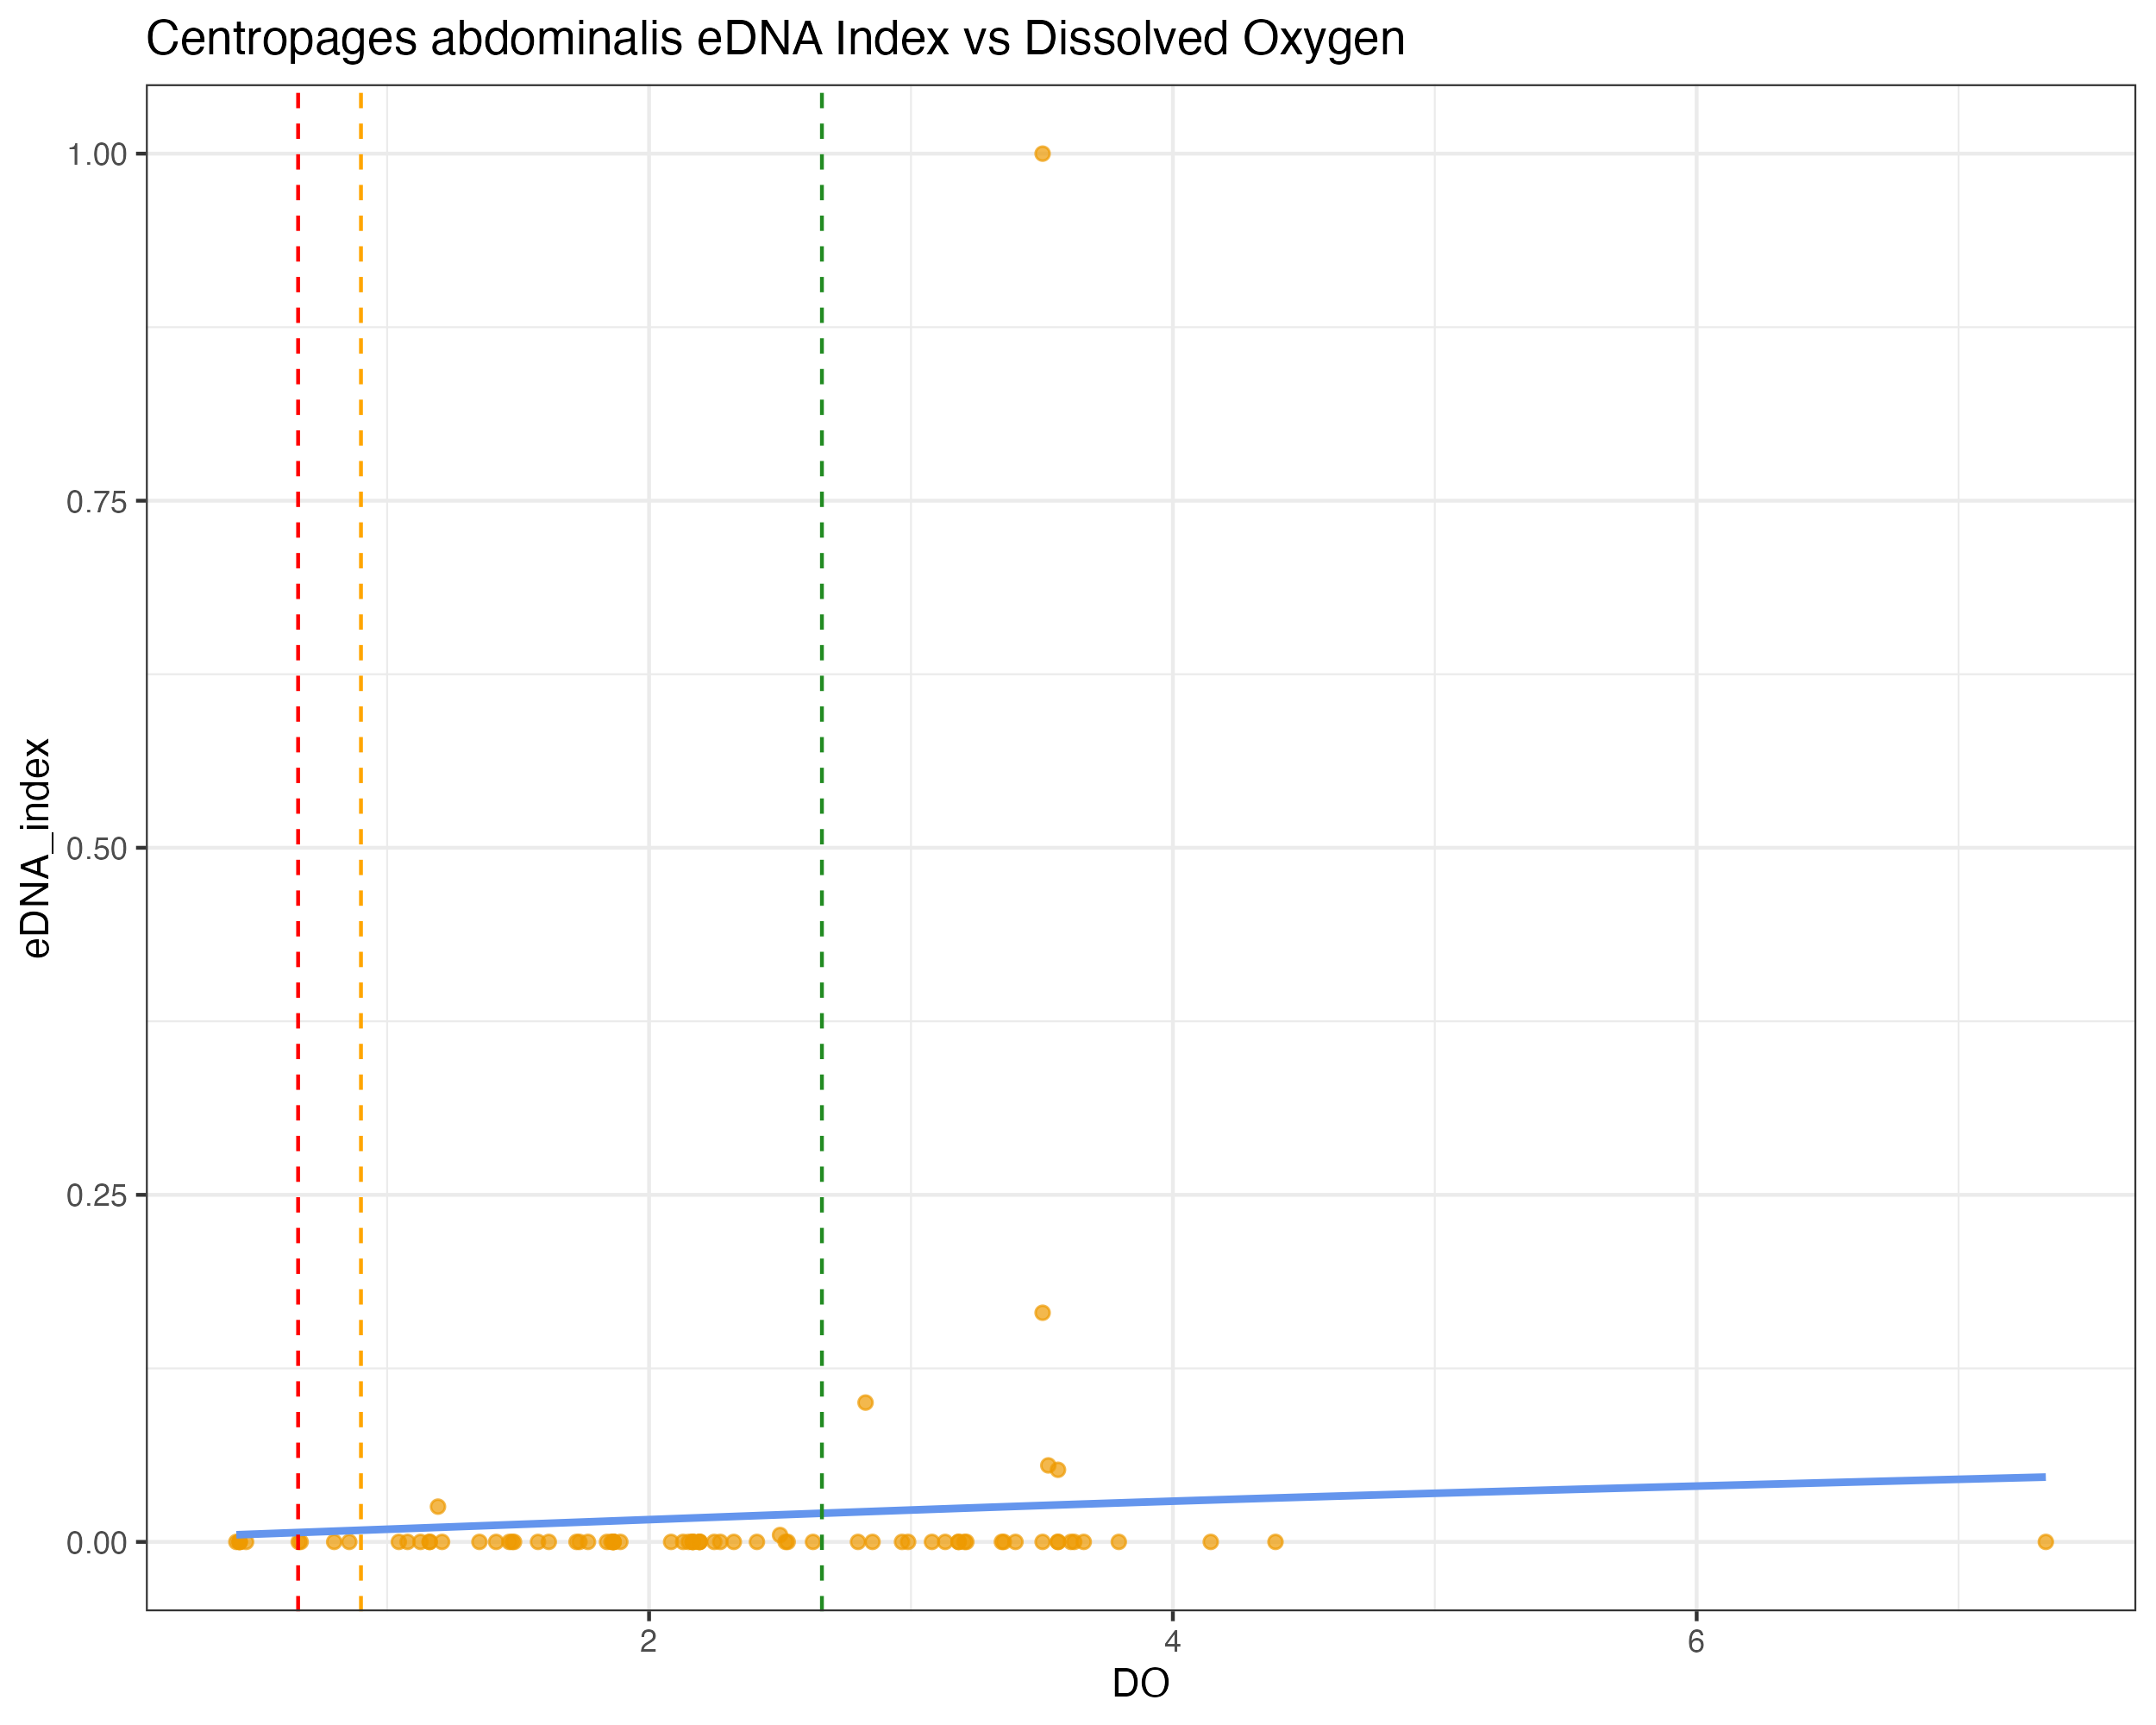 Centropages abdominalis eDNA Index vs Dissolved Oxygen
eDNA_index
1.00
0.75
0.50
0.25
0.00
2
4
6
DO